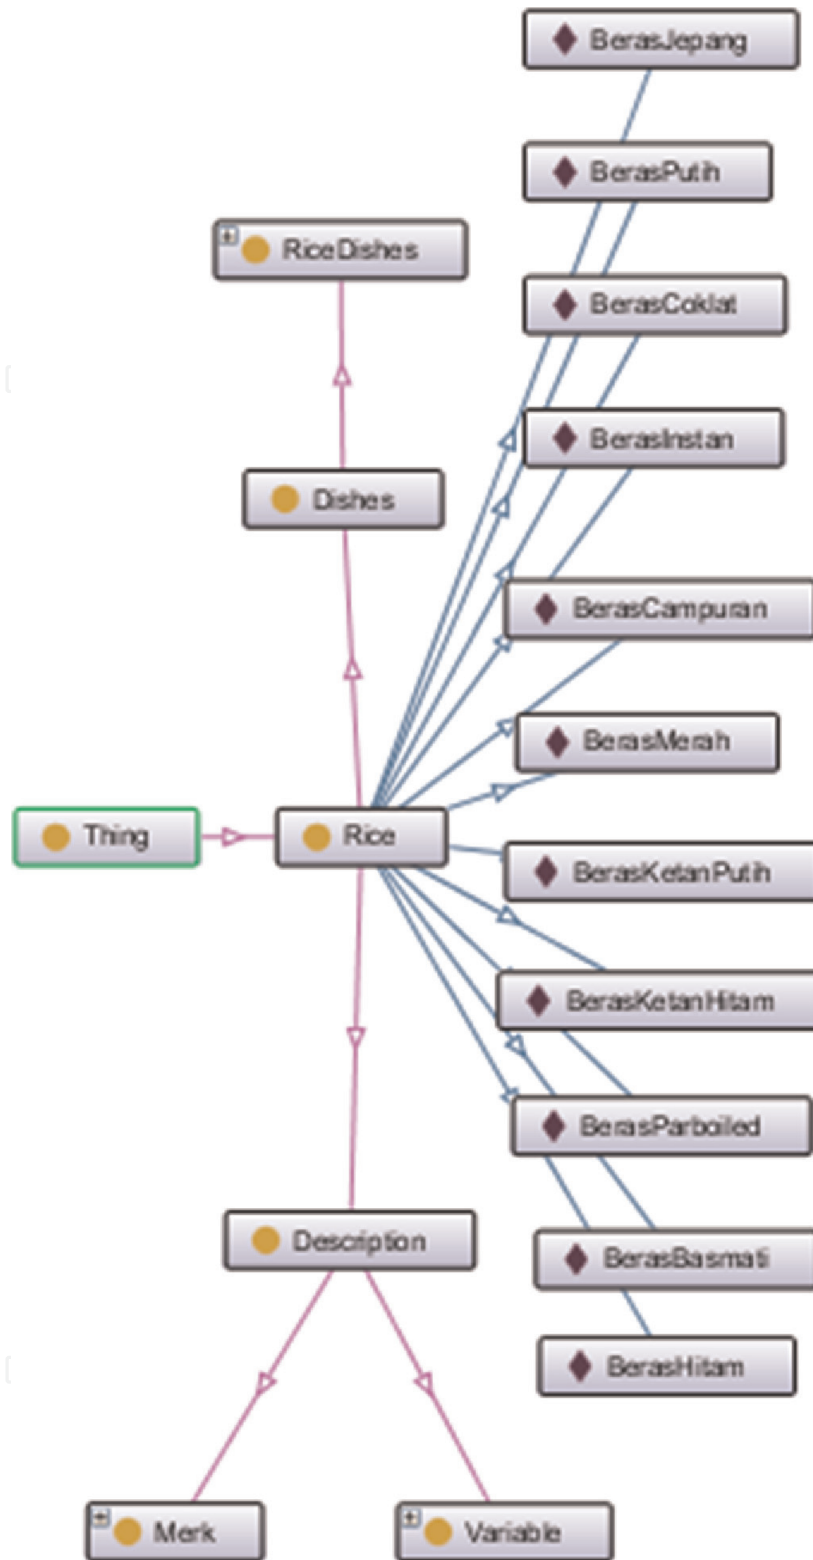 BerasJepang
BerasPutih
RiceDishes
BerasCoklat
BerasInstan
Dishes
BerasCampuran
BerasMerah
Thing
Rice
BerasKetanPutih
BerasKetanHitam
BerasParboiled
Description
BerasBasmati
BerasHitam
Merk
Variable